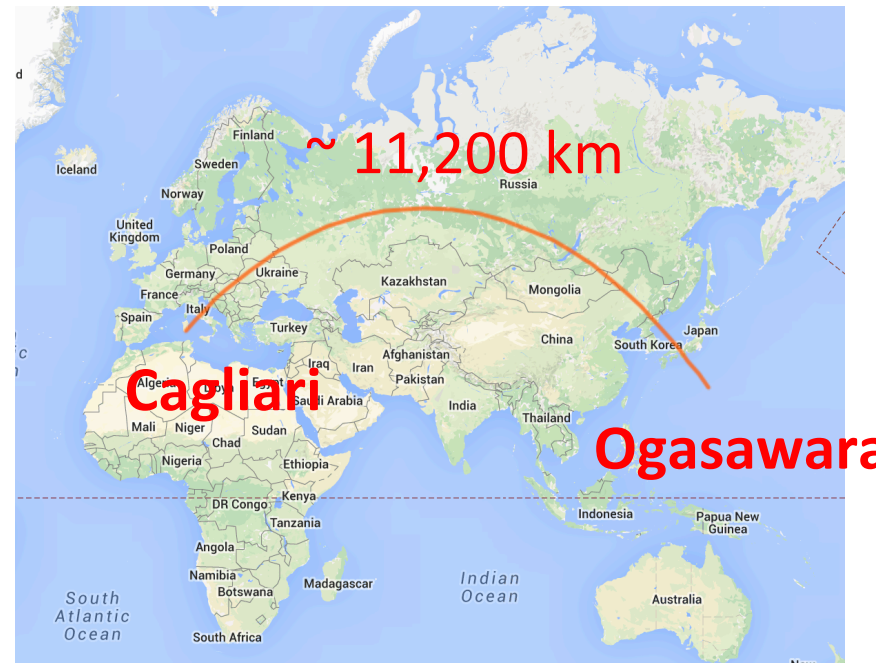 d
Iceland
Finland
~ 11,200 km
Sweden
Russia
Norway
United
Kingdom
Poland
Germany
Ukraine
Kazakhstan
Mongolia
France
Italy
Spain
Turkey
Japan
South Korea
China
Afghanistan
Iraq
Iran
Pakistan
Algeria
Libya
Egypt
Saudi Arabia
Cagliari
India
Thailand
Mali
Niger
Sudan
Chad
Ogasawara
Nigeria
Ethiopia
Kenya
DR Congo
Indonesia
Papua New
Guinea
Tanzania
Angola
Namibia
Botswana
Madagascar
Indian
Ocean
Australia
South
Atlantic
Ocean
South Africa
c